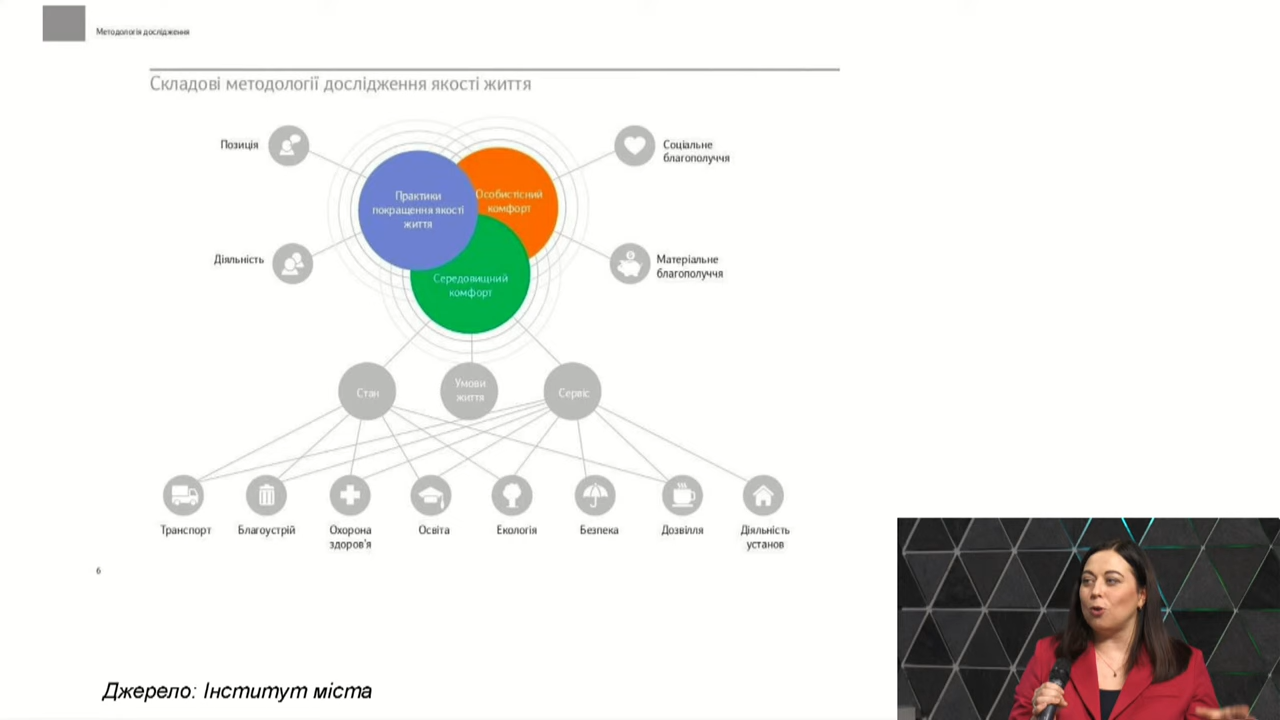 Методологія дослідження
Складові методології дослідження якості життя
Позиція
Соціальне
благополуччя
Практики
покращення якості
життя
Особистісний
комфорт
Діяльність
Матеріальне
благополуччя
Середовищний
комфорт
Стан
Умови
життя
Сервіс
Транспорт
Благоустрій
Охорона
здоров'я
Освіта
Екологія
Безпека
Дозвілля
Діяльність
установ
6
Джерело: Інститут міста